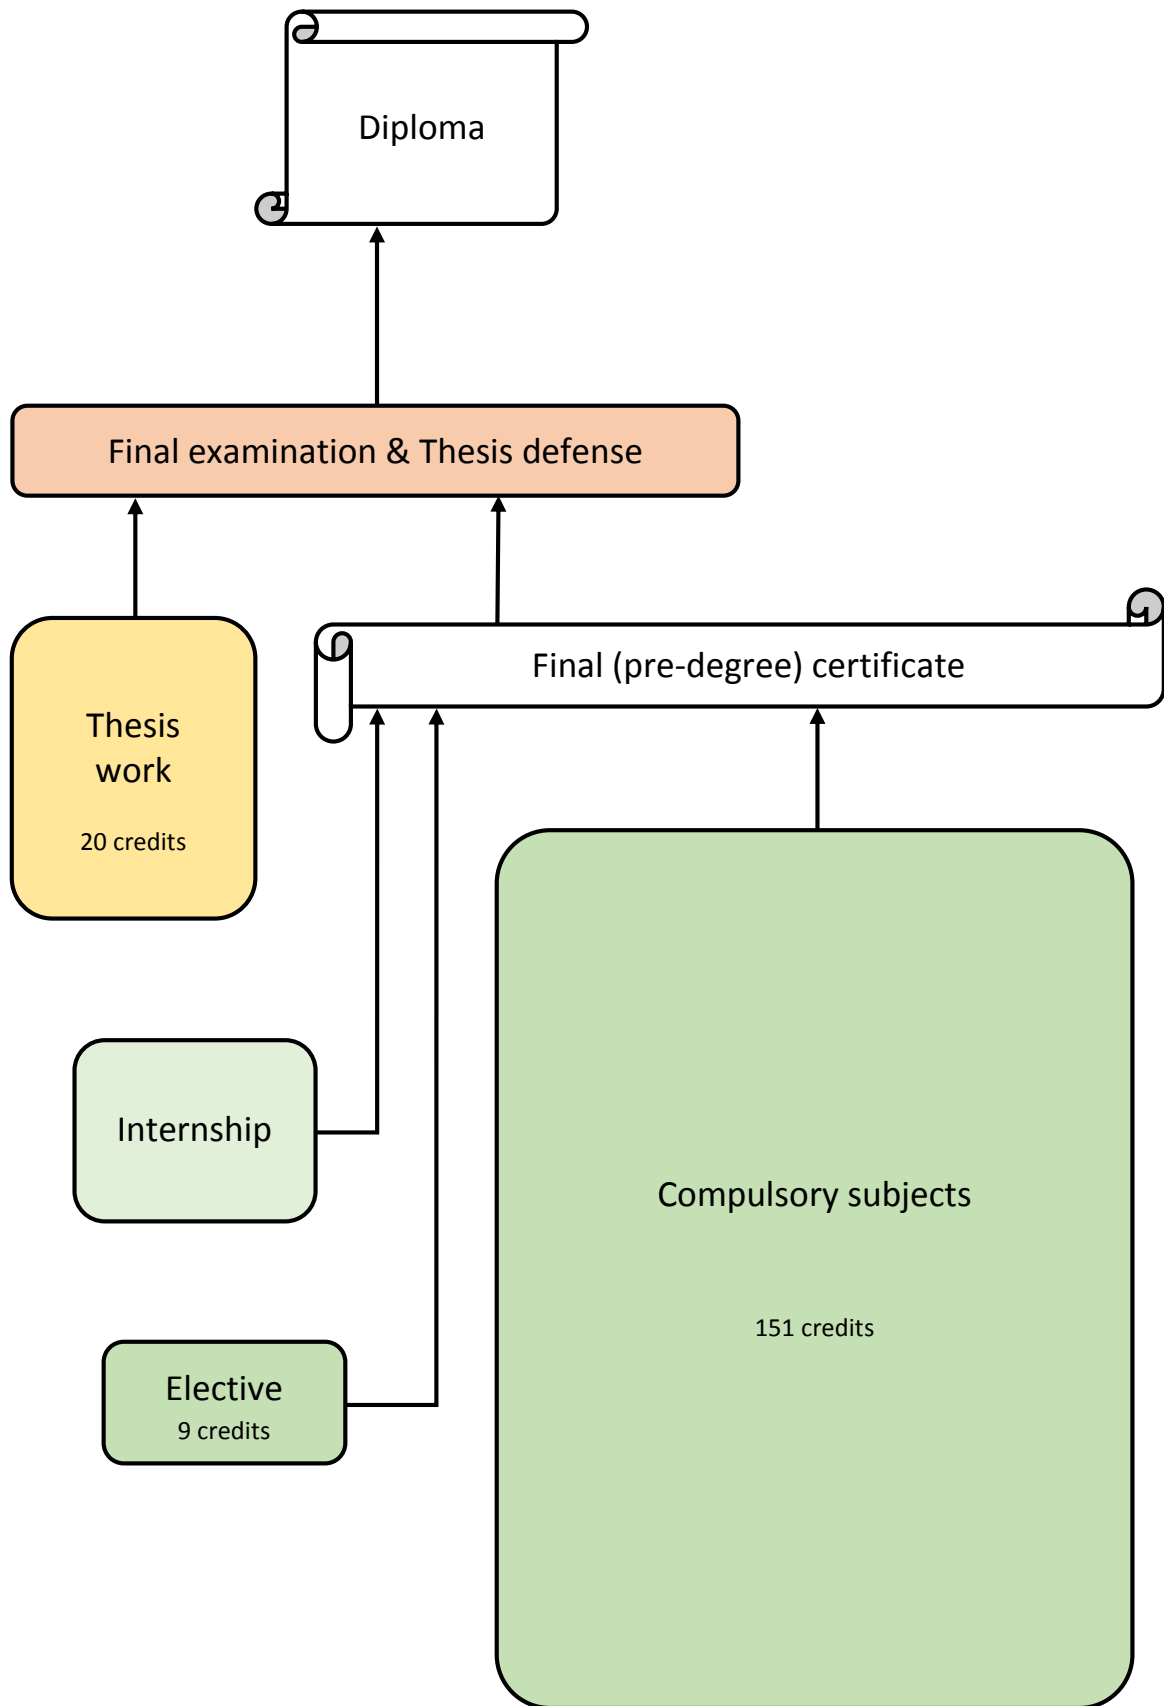 Diploma
Final examination & Thesis defense
Final (pre-degree) certificate
Thesis
work
20 credits
Internship
Compulsory subjects
151 credits
Elective
9 credits